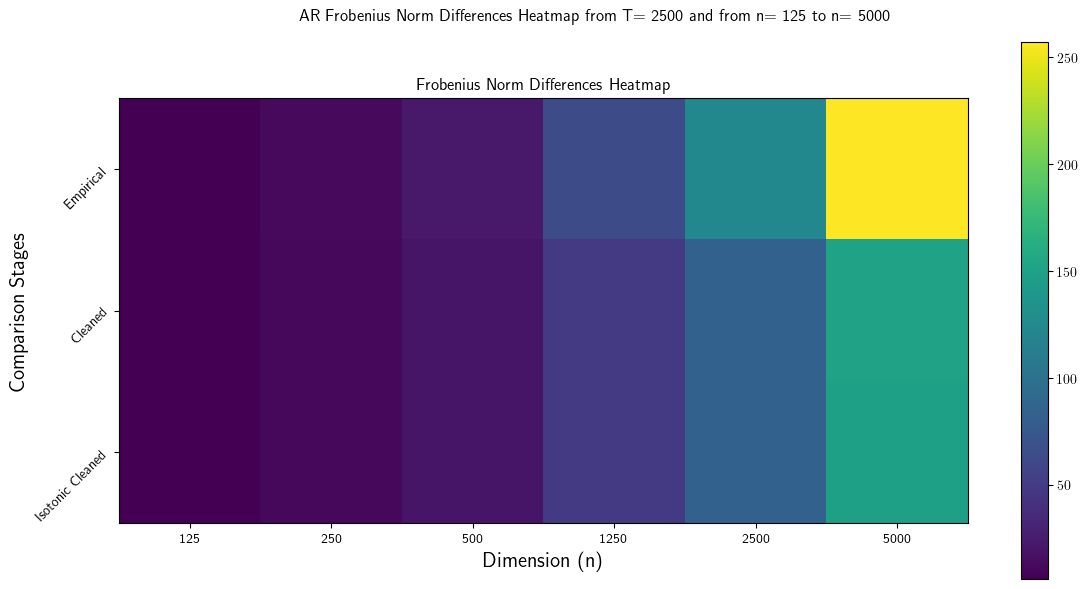 AR Frobenius Norm Differences Heatmap from T= 2500 and from n= 125 to n= 5000
Frobenius Norm Differences Heatmap
Comparison Stages
Empirical
Cleaned
Isotonic Cleaned
125 250 500 1250 2500 5000
Dimension (n)
250
200
150
100
50